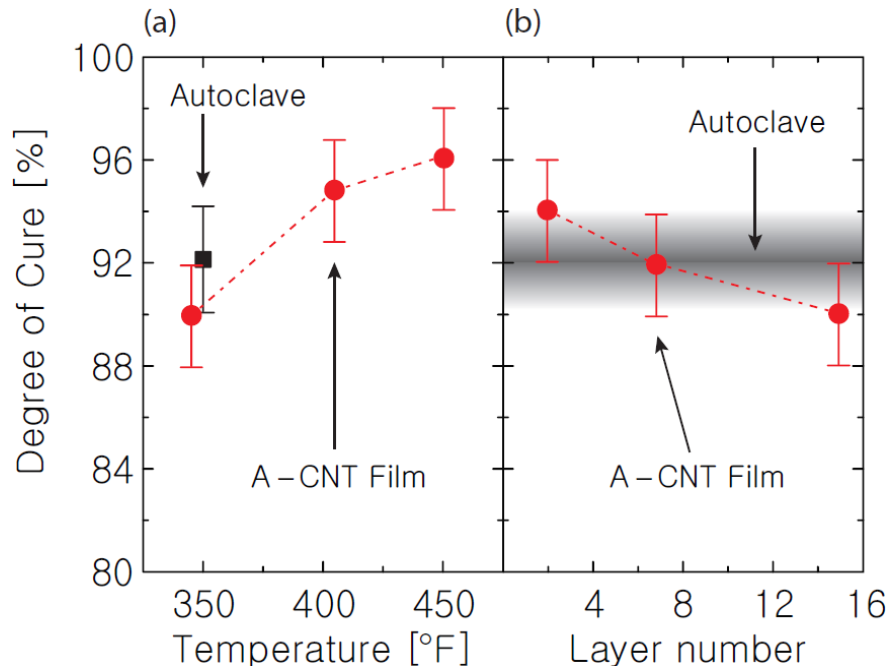 (a)
(b)
Degree of Cure [%]
100
96
92
88
84
80
Autoclave
A–CNT Film
350
400
450
Temperature [°F]
Autoclave
A–CNT Film
4
8
12
16
Layer number